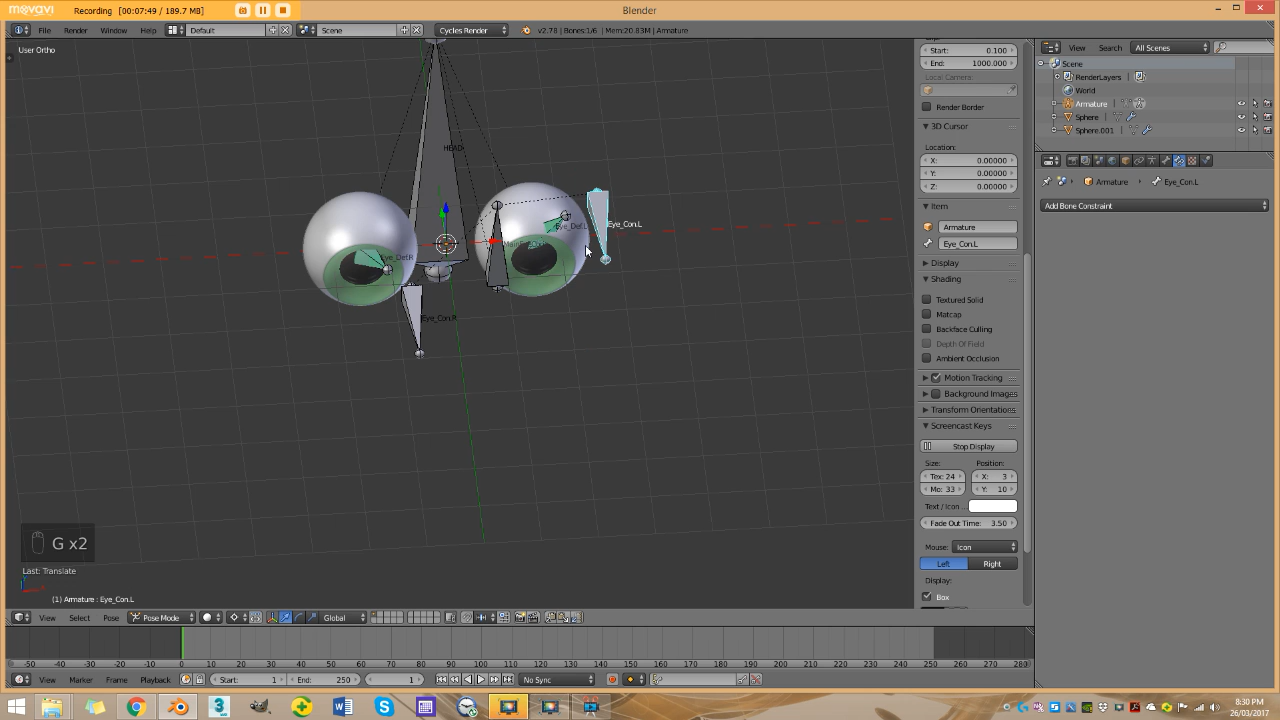 movavi
Recording [00:07:49 / 189.7 MB]
Blender
File Render Window Help Default Scene Cycles Render v2.78 | Bones:1/6 | Mem:20.83M | Armature
User Ortho
HEAD
Eye_Def.L
Eye_Con.L
Eye_Def.R
Eye_Con.R
G x2
Last: Translate
(1) Armature : Eye_Con.L
View Select Pose Pose Mode Global
Start: 0.100
End: 1000.000
Local Camera:
Render Border
3D Cursor
Location:
X: 0.00000
Y: 0.00000
Z: 0.00000
Item
Armature
Eye_Con.L
Display
Shading
Textured Solid
Matcap
Backface Culling
Depth Of Field
Ambient Occlusion
Motion Tracking
Background Images
Transform Orientations
Screencast Keys
Stop Display
Size: Position:
Tex: 24 X: 3
Mo: 33 Y: 10
Text / Icon ...
Fade Out Time: 3.50
Mouse: Icon
Left Right
Display:
Box
View Search All Scenes
Scene
RenderLayers
World
Armature
Sphere
Sphere.001
Armature Eye_Con.L
Add Bone Constraint
-50 -40 -30 -20 -10 0 10 20 30 40 50 60 70 80 90 100 110 120 130 140 150 160 170 180 190 200 210 220 230 240 250 260 270 280
View Marker Frame Playback Start: 1 End: 250 1 No Sync
8:30 PM
26/03/2017